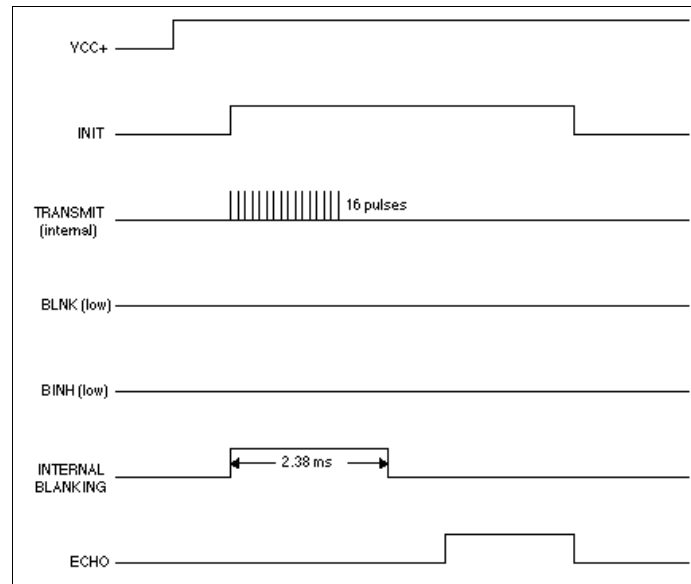 VCC+
INIT
16 pulses
TRANSMIT
(internal)
BLNK (low)
BINH (low)
2.38 ms
INTERNAL
BLANKING
ECHO